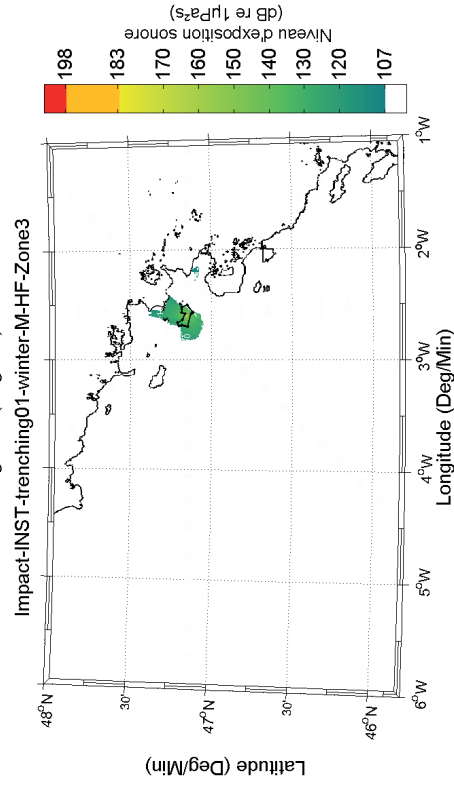 Impact-INST-trenching01-winter-M-HF-Zone3
48°N
30'
47°N
30'
46°N
6°W
5°W
4°W
3°W
2°W
1°W
Latitude (Deg/Min)
Longitude (Deg/Min)
198
183
170
160
150
140
130
120
107
Niveau d'exposition sonore
(dB re 1µPa²s)